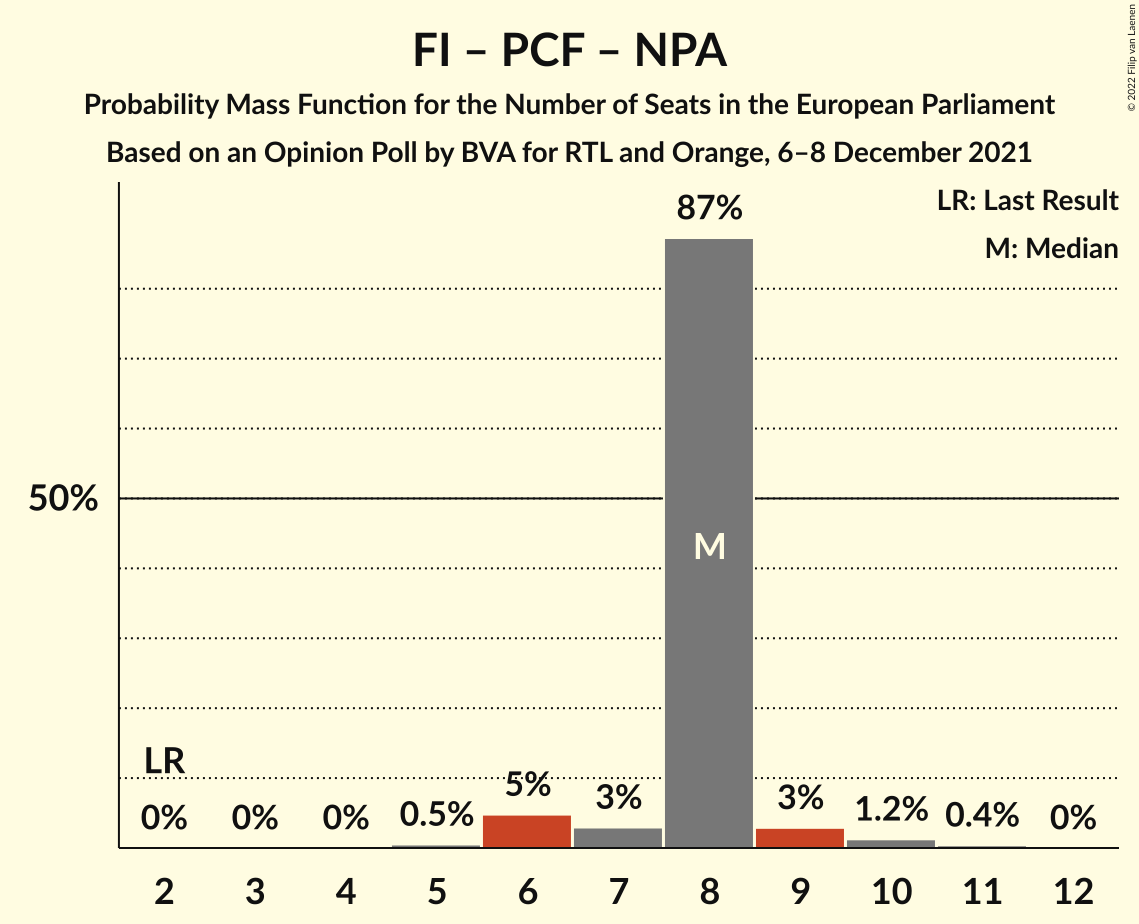 FI – PCF – NPA
Probability Mass Function for the Number of Seats in the European Parliament
Based on an Opinion Poll by BVA for RTL and Orange, 6–8 December 2021
© 2022 Filip van Laenen
LR: Last Result
M: Median
87%
50%
M
LR
0%
0%
0%
0.5%
5%
3%
3%
1.2%
0.4%
0%
2 3 4 5 6 7 8 9 10 11 12